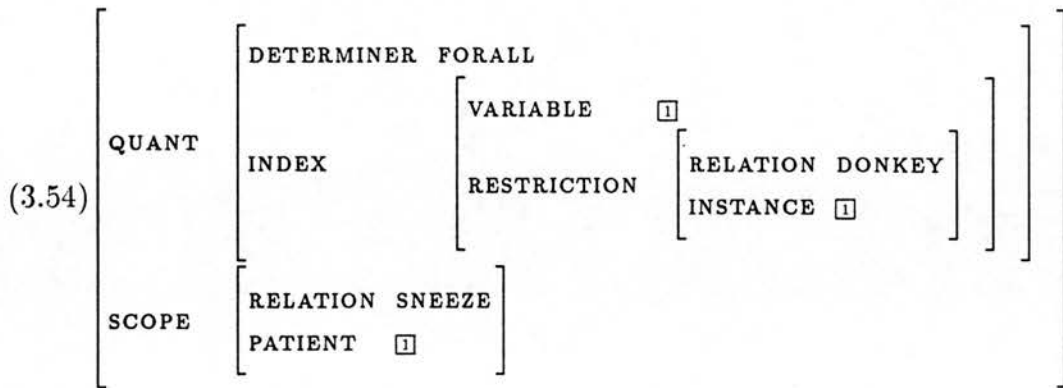 DETERMINER FORALL
VARIABLE 1
QUANT
INDEX
RESTRICTION
RELATION DONKEY
(3.54)
INSTANCE 1
RELATION SNEEZE
SCOPE
PATIENT 1